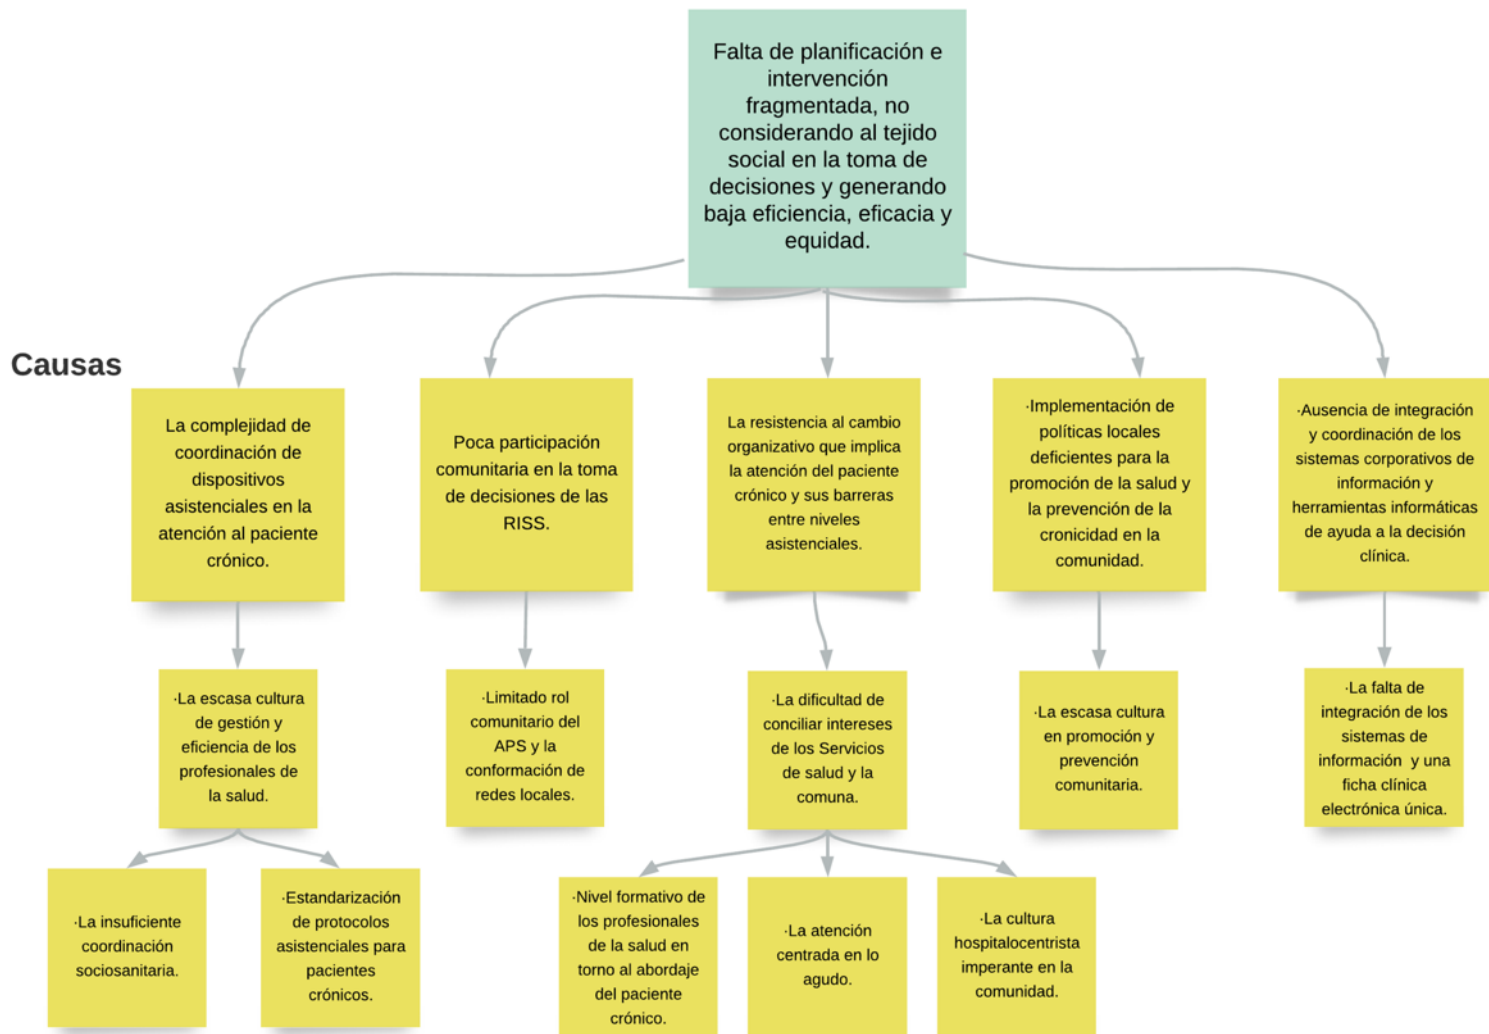 Falta de planificación e
intervención
fragmentada, no
considerando al tejido
social en la toma de
decisiones y generando
baja eficiencia, eficacia y
equidad.
Causas
La complejidad de
coordinación de
dispositivos
asistenciales en la
atención al paciente
crónico.
Poca participación
comunitaria en la toma
de decisiones de las
RISS.
La resistencia al cambio
organizativo que implica
la atención del paciente
crónico y sus barreras
entre niveles
asistenciales.
·Implementación de
políticas locales
deficientes para la
promoción de la salud y
la prevención de la
cronicidad en la
comunidad.
·Ausencia de integración
y coordinación de los
sistemas corporativos de
información y
herramientas informáticas
de ayuda a la decisión
clínica.
·La escasa cultura
de gestión y
eficiencia de los
profesionales de
la salud.
·Limitado rol
comunitario del
APS y la
conformación de
redes locales.
·La dificultad de
conciliar intereses
de los Servicios
de salud y la
comuna.
·La escasa cultura
en promoción y
prevención
comunitaria.
·La falta de
integración de los
sistemas de
información y una
ficha clínica
electrónica única.
·La insuficiente
coordinación
sociosanitaria.
·Estandarización
de protocolos
asistenciales para
pacientes
crónicos.
·Nivel formativo de
los profesionales
de la salud en
torno al abordaje
del paciente
crónico.
·La atención
centrada en lo
agudo.
·La cultura
hospitalocentrista
imperante en la
comunidad.